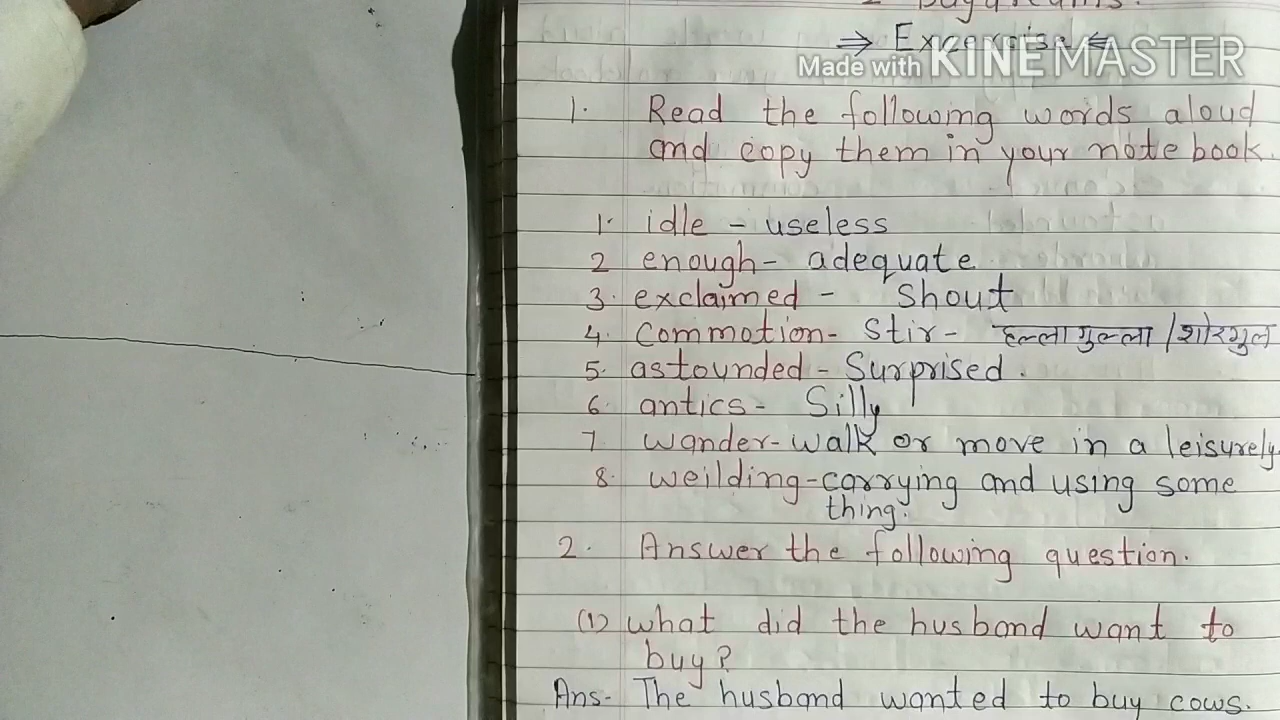 2 Daydreams.
⇒ Excercise ⇐
Made with KINEMASTER
1. Read the following words aloud
and copy them in your note book.
1. idle - useless
2 enough - adequate
3. exclaimed - Shout
4. Commotion - Stir - हल्ला गुल्ला / शोरगुल
5. astounded - Surprised.
6. antics - Silly
7 wander - walk or move in a leisurely
8. weilding - carrying and using some
thing.
2. Answer the following question.
(1) what did the husband want to
buy?
Ans- The husband wanted to buy cows.